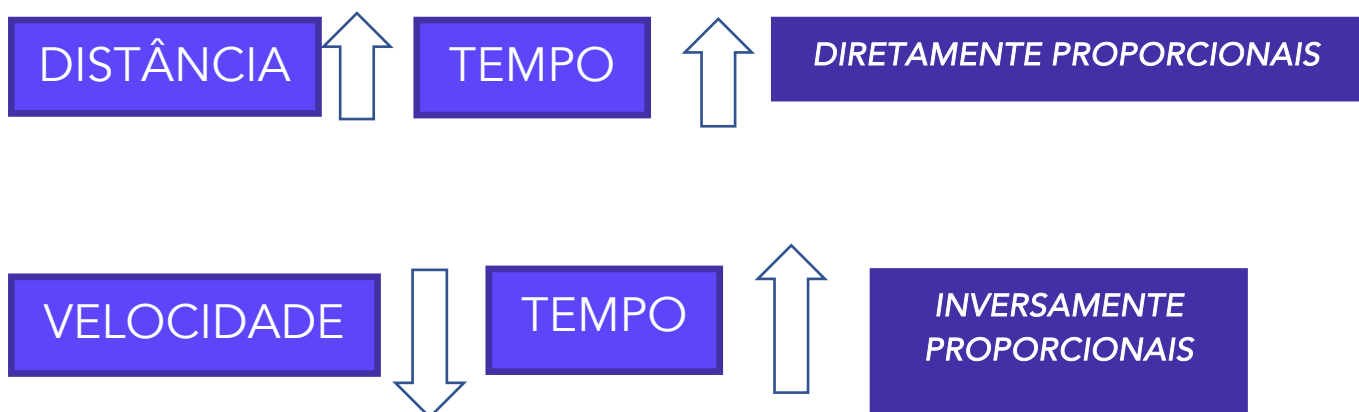 DISTÂNCIA
TEMPO
DIRETAMENTE PROPORCIONAIS
VELOCIDADE
TEMPO
INVERSAMENTE
PROPORCIONAIS